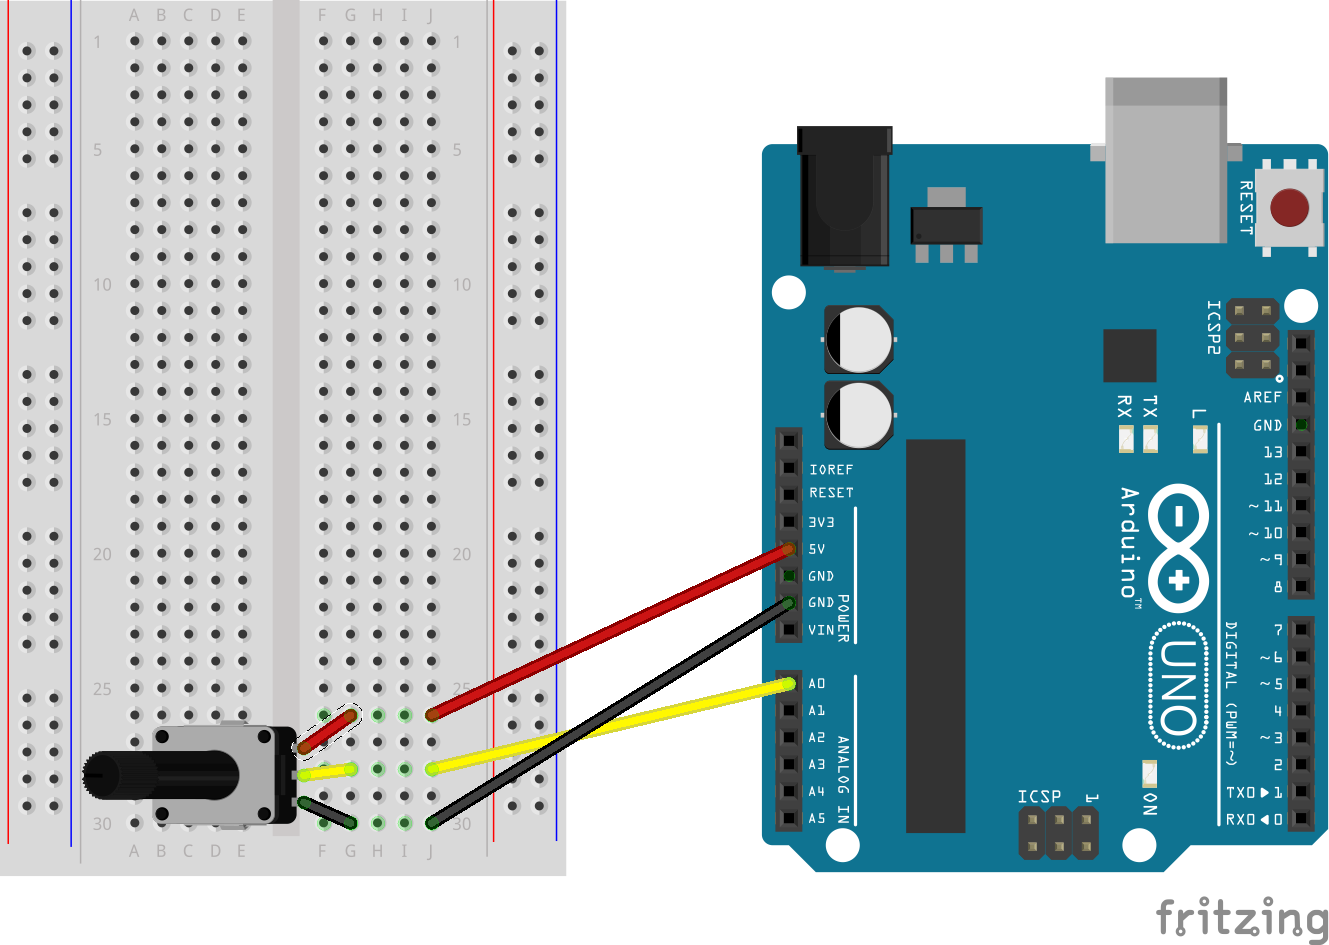 A B C D E F G H I J
1 1
5 5
10 10
15 15
20 20
25 25
30 30
A B C D E F G H I J
RESET
ICSP2
AREF
GND
13
12
~11
~10
~9
8
7
~6
~5
4
~3
2
TX0▶1
RX0◀0
RX
TX
L
IOREF
RESET
3V3
5V
GND
GND
VIN
POWER
A0
A1
A2
A3
A4
A5
ANALOG IN
Arduino™
UNO
DIGITAL (PWM=~)
ON
ICSP
1
fritzing